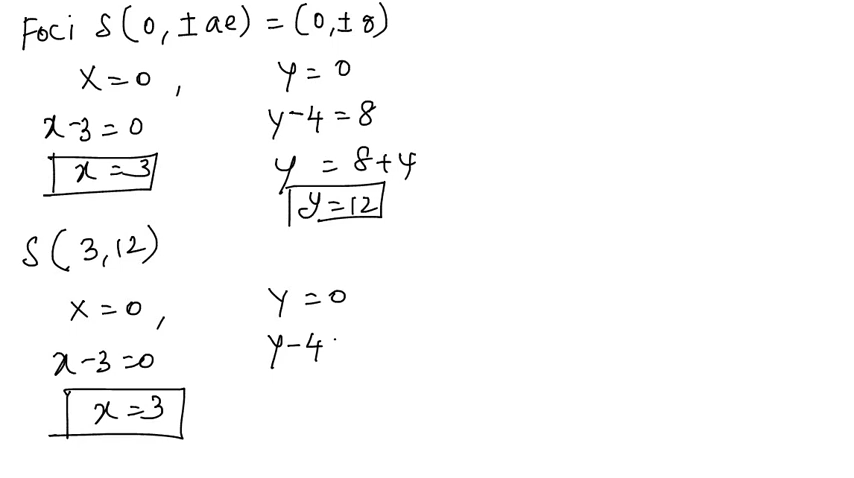 Foci S(0, ±ae) = (0, ±8)
X = 0 , Y = 0
x - 3 = 0 y - 4 = 8
x = 3 y = 8 + 4
y = 12
S(3, 12)
X = 0 , Y = 0
x - 3 = 0 y - 4
x = 3